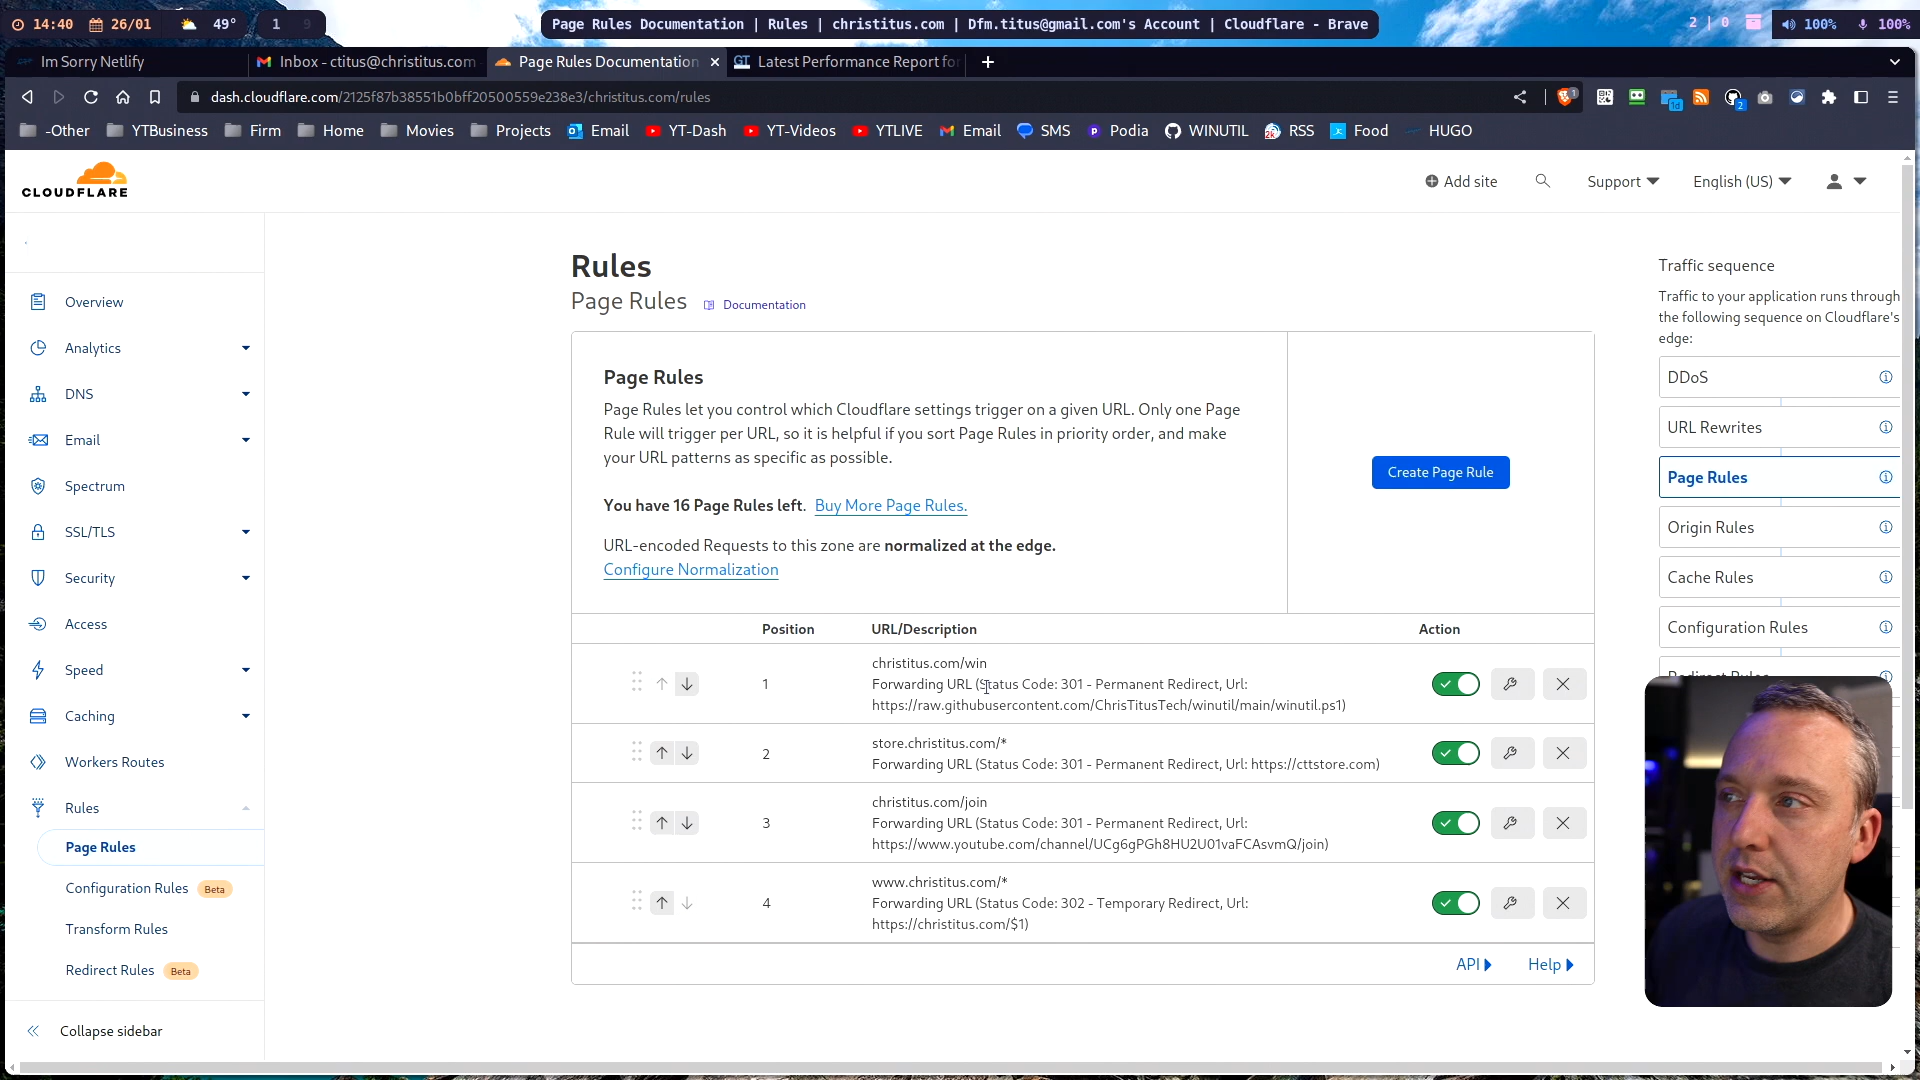 14:40 26/01 49° 1 9
Page Rules Documentation | Rules | christitus.com | Dfm.titus@gmail.com's Account | Cloudflare - Brave
2 | 0 100% 100%
Im Sorry Netlify
Inbox - ctitus@christitus.com
Page Rules Documentation
GT Latest Performance Report fo
dash.cloudflare.com/2125f87b38551b0bff20500559e238e3/christitus.com/rules
1
1d
2
-Other YTBusiness Firm Home Movies Projects Email YT-Dash YT-Videos YTLIVE Email SMS Podia WINUTIL RSS Food HUGO
CLOUDFLARE
Add site Support English (US)
Overview
Analytics
DNS
Email
Spectrum
SSL/TLS
Security
Access
Speed
Caching
Workers Routes
Rules
Page Rules
Configuration Rules Beta
Transform Rules
Redirect Rules Beta
Collapse sidebar
Rules
Page Rules Documentation
Page Rules
Page Rules let you control which Cloudflare settings trigger on a given URL. Only one Page
Rule will trigger per URL, so it is helpful if you sort Page Rules in priority order, and make
your URL patterns as specific as possible.
You have 16 Page Rules left. Buy More Page Rules.
URL-encoded Requests to this zone are normalized at the edge.
Configure Normalization
Create Page Rule
Position URL/Description Action
1
christitus.com/win
Forwarding URL (Status Code: 301 - Permanent Redirect, Url:
https://raw.githubusercontent.com/ChrisTitusTech/winutil/main/winutil.ps1)
2
store.christitus.com/*
Forwarding URL (Status Code: 301 - Permanent Redirect, Url: https://cttstore.com)
3
christitus.com/join
Forwarding URL (Status Code: 301 - Permanent Redirect, Url:
https://www.youtube.com/channel/UCg6gPGh8HU2U01vaFCAsvmQ/join)
4
www.christitus.com/*
Forwarding URL (Status Code: 302 - Temporary Redirect, Url:
https://christitus.com/$1)
API Help
Traffic sequence
Traffic to your application runs through
the following sequence on Cloudflare's
edge:
DDoS
URL Rewrites
Page Rules
Origin Rules
Cache Rules
Configuration Rules
Redirect Rules